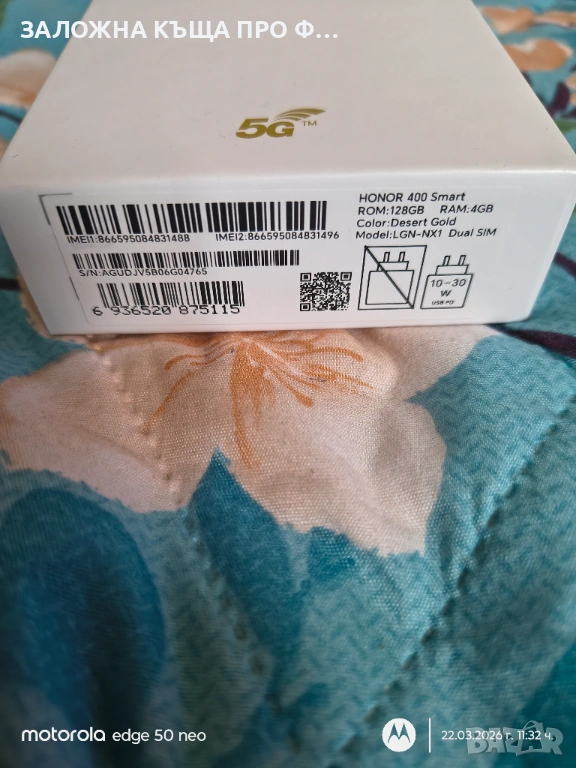 ЗАЛОЖНА КЪЩА ПРО Ф...
5G™
HONOR 400 Smart
ROM:128GB RAM:4GB
Color:Desert Gold
Model:LGN-NX1 Dual SIM
IMEI1:866595084831488 IMEI2:866595084831496
S/N:AGUDJV5B06G04765
6 936520 875115
10-30
W
USB PD
motorola edge 50 neo
22.03.2026 г. 11:32 ч.
BAZAR